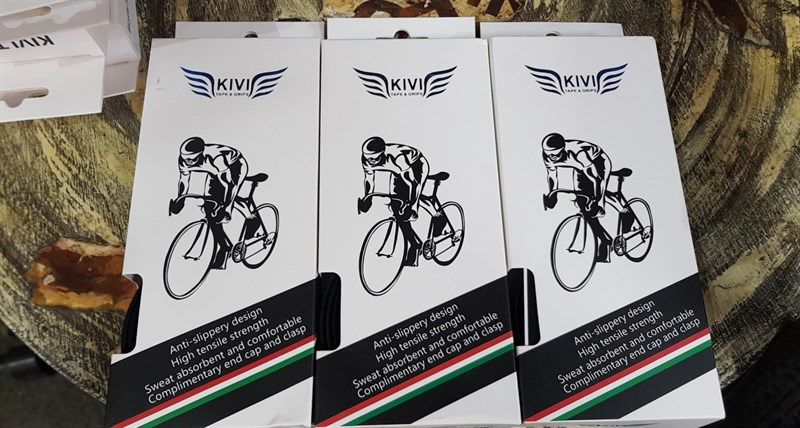 KIVI T
KIVI
TAPE & GRIPS
Anti-slippery design
High tensile strength
Sweat absorbent and comfortable
Complimentary end cap and clasp
KIVI
TAPE & GRIPS
Anti-slippery design
High tensile strength
Sweat absorbent and comfortable
Complimentary end cap and clasp
KIVI
TAPE & GRIPS
Anti-slippery design
High tensile strength
Sweat absorbent and comfortable
Complimentary end cap and clasp